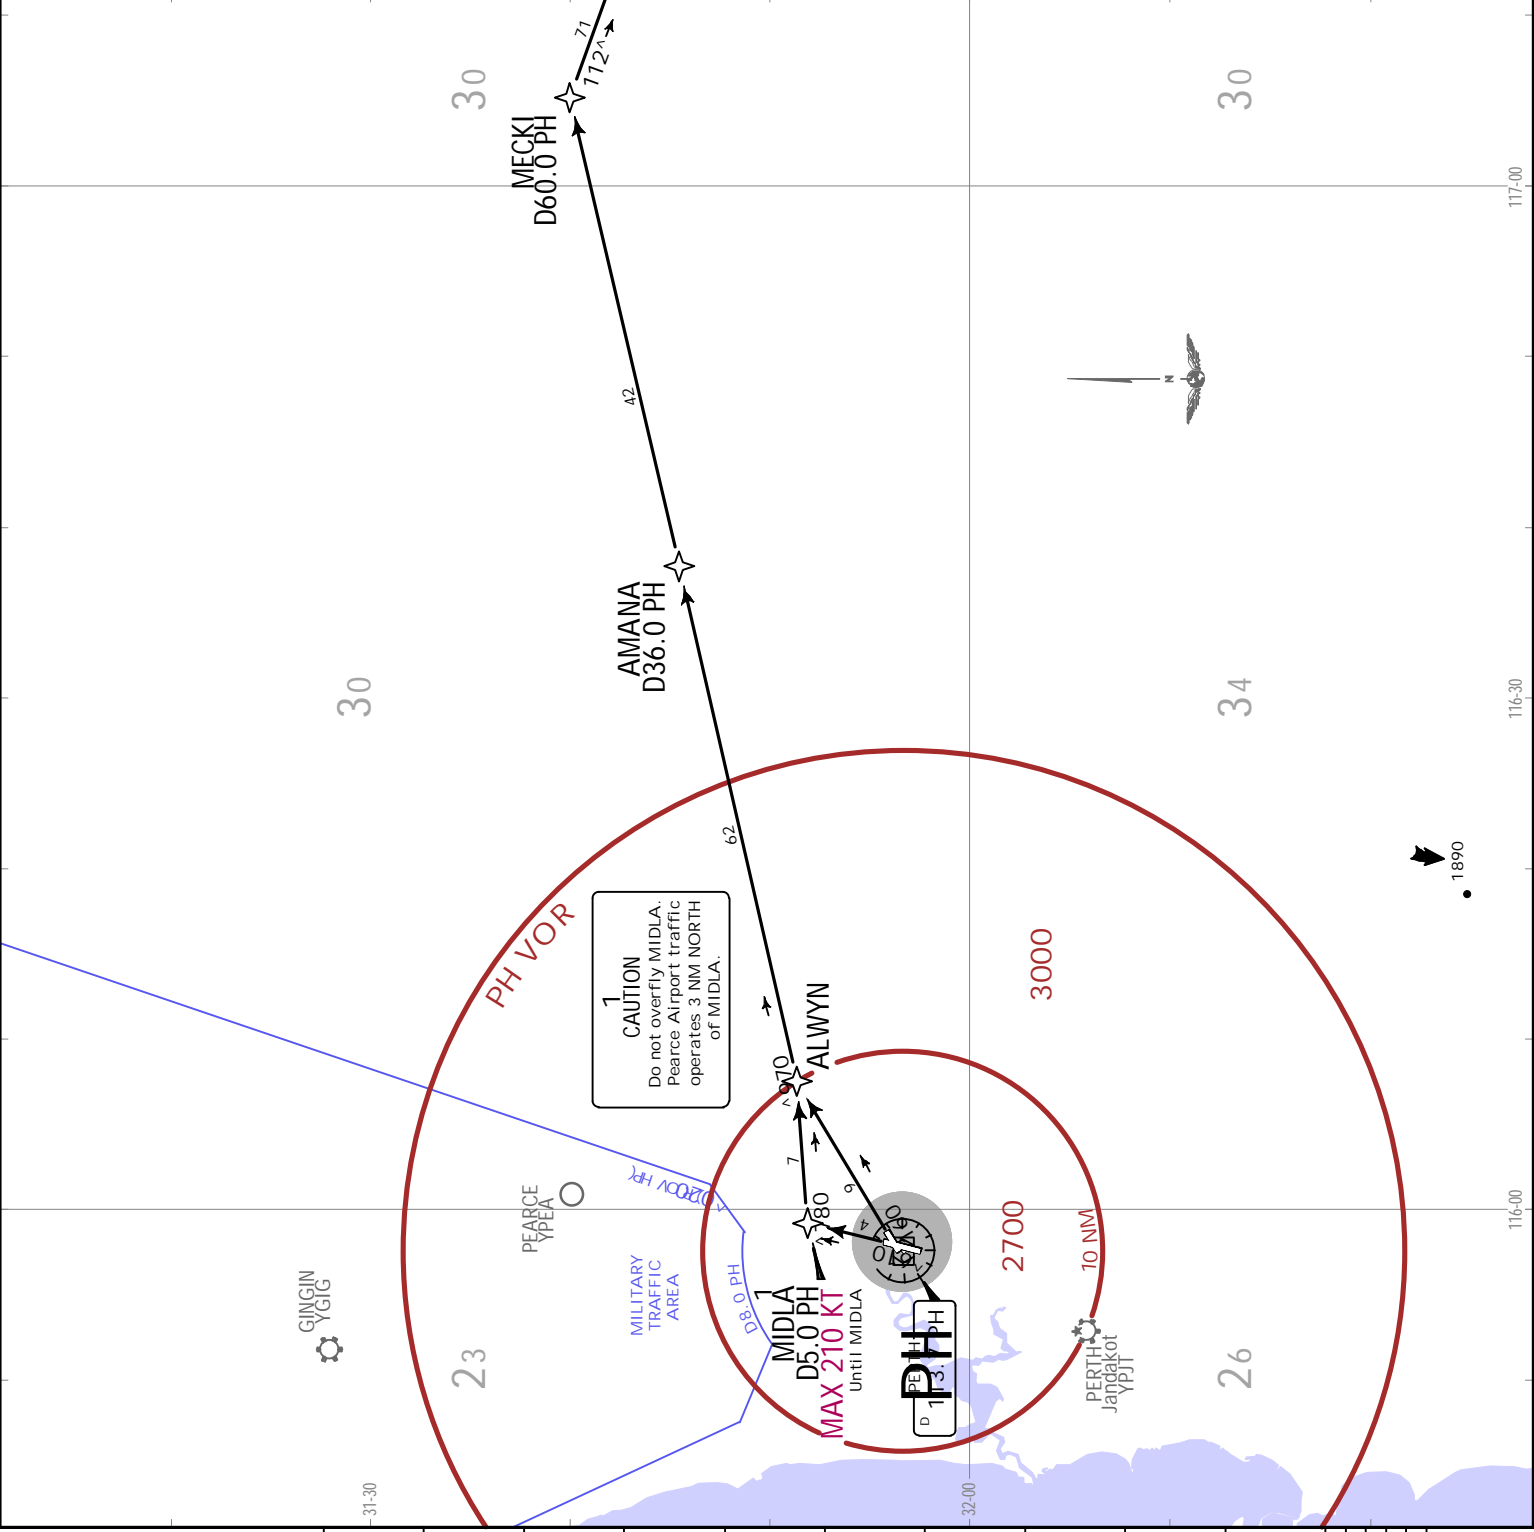 71
112^
30
30
MECKI
D60.0 PH
117-00
42
N
AMANA
D36.0 PH
30
34
116-30
62
1890
PH VOR
1
CAUTION
Do not overfly MIDLA.
Pearce Airport traffic
operates 3 NM NORTH
of MIDLA.
3000
ALWYN
070
7
9
4
PEARCE
YPEA
116-00
2700
10 NM
GINGIN
YGIG
MILITARY
TRAFFIC
AREA
D8.0 PH
1
MIDLA
D5.0 PH
MAX 210 KT
Until MIDLA
23
D
PH
PERTH
Jandakot
YPJT
26
31-30
32-00